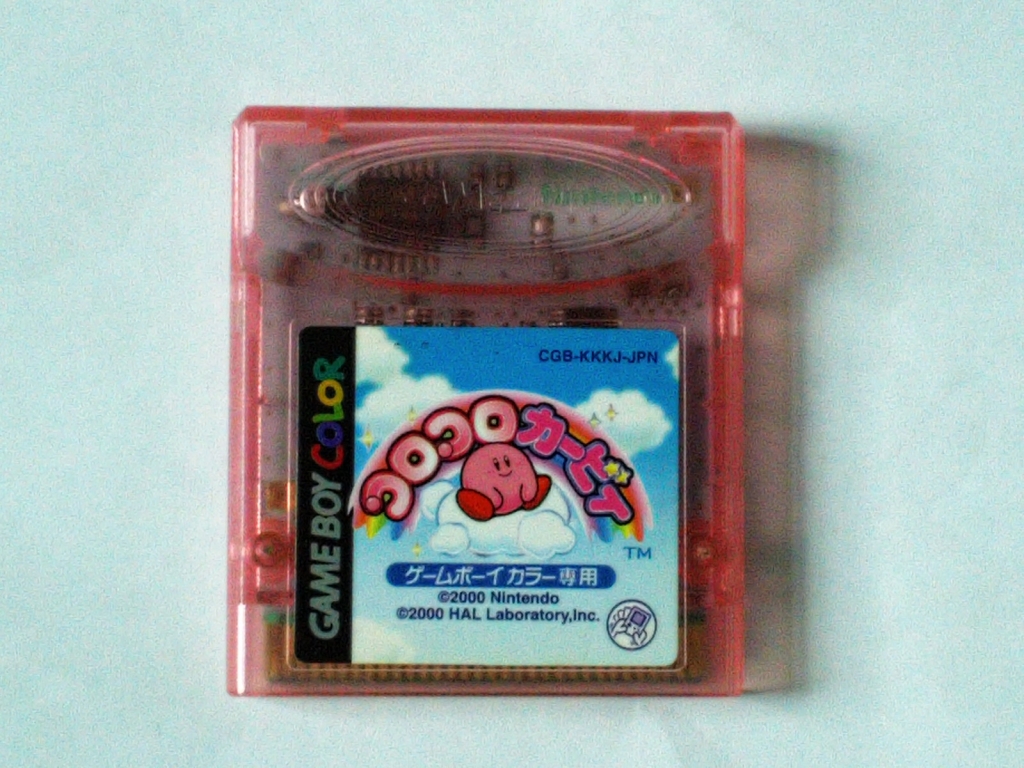 Nintendo
CGB-KKKJ-JPN
GAME BOY COLOR
コロコロカービィ
TM
ゲームボーイカラー専用
©2000 Nintendo
©2000 HAL Laboratory,Inc.